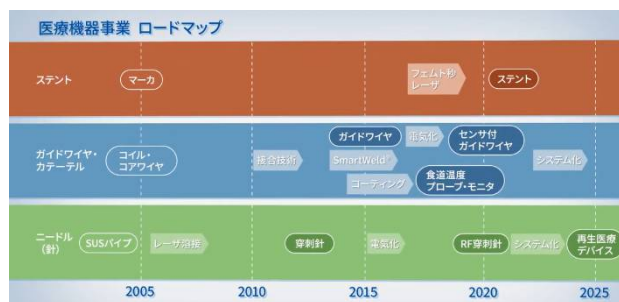 医療機器事業 ロードマップ
ステント
マーカ
フェムト秒
レーザ
ステント
ガイドワイヤ・
カテーテル
コイル・
コアワイヤ
接合技術
ガイドワイヤ
SmartWeld®
コーティング
電気化
センサ付
ガイドワイヤ
食道温度
プローブ・モニタ
システム化
ニードル
(針)
SUSパイプ
レーザ溶接
穿刺針
電気化
RF穿刺針
システム化
再生医療
デバイス
2005
2010
2015
2020
2025